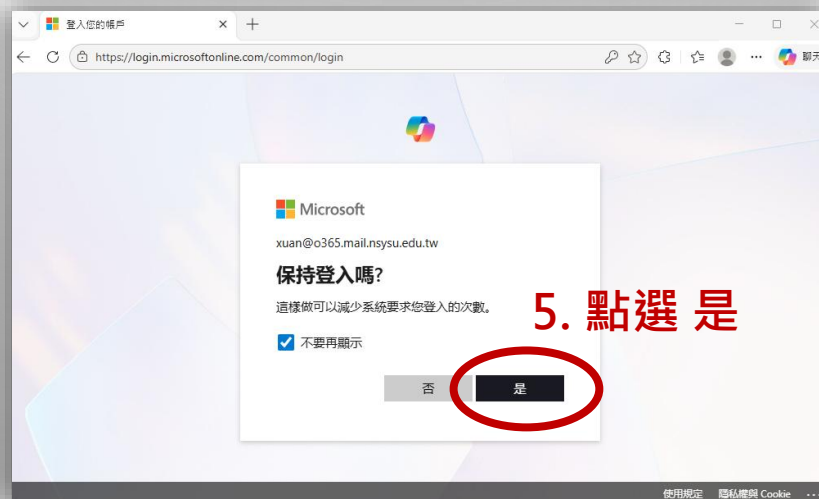 登入您的帳戶
https://login.microsoftonline.com/common/login
聊天
Microsoft
xuan@o365.mail.nsysu.edu.tw
保持登入嗎?
這樣做可以減少系統要求您登入的次數。
5. 點選 是
不要再顯示
否 是
使用規定 隱私權與 Cookie ...